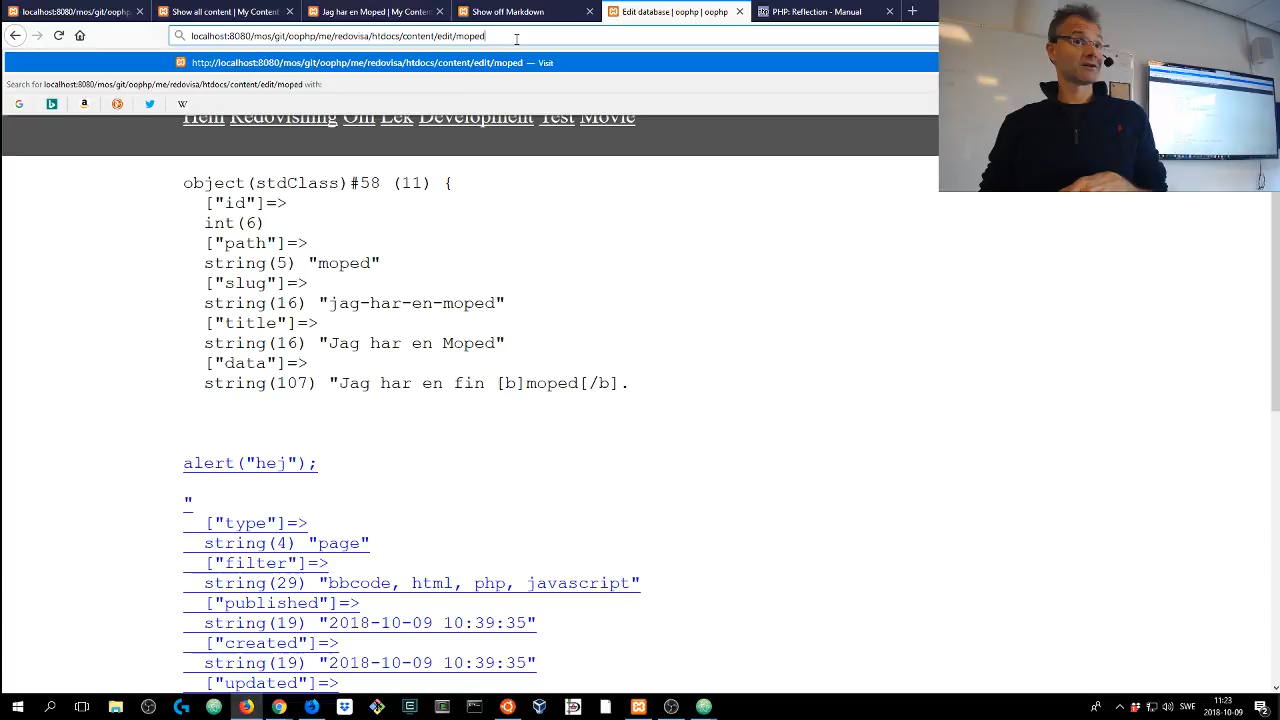 localhost:8080/mos/git/ooph
Show all content | My Conten
Jag har en Moped | My Conten
Show off Markdown
Edit database | oophp | oophp
PHP: Reflection - Manual
localhost:8080/mos/git/oophp/me/redovisa/htdocs/content/edit/moped
http://localhost:8080/mos/git/oophp/me/redovisa/htdocs/content/edit/moped — Visit
Search for localhost:8080/mos/git/oophp/me/redovisa/htdocs/content/edit/moped with:
Hem Redovisning Om Lek Development Test Movie
object(stdClass)#58 (11) {
["id"]=>
int(6)
["path"]=>
string(5) "moped"
["slug"]=>
string(16) "jag-har-en-moped"
["title"]=>
string(16) "Jag har en Moped"
["data"]=>
string(107) "Jag har en fin [b]moped[/b].
alert("hej");
"
["type"]=>
string(4) "page"
["filter"]=>
string(29) "bbcode, html, php, javascript"
["published"]=>
string(19) "2018-10-09 10:39:35"
["created"]=>
string(19) "2018-10-09 10:39:35"
["updated"]=>
SWE
11:23
2018-10-09